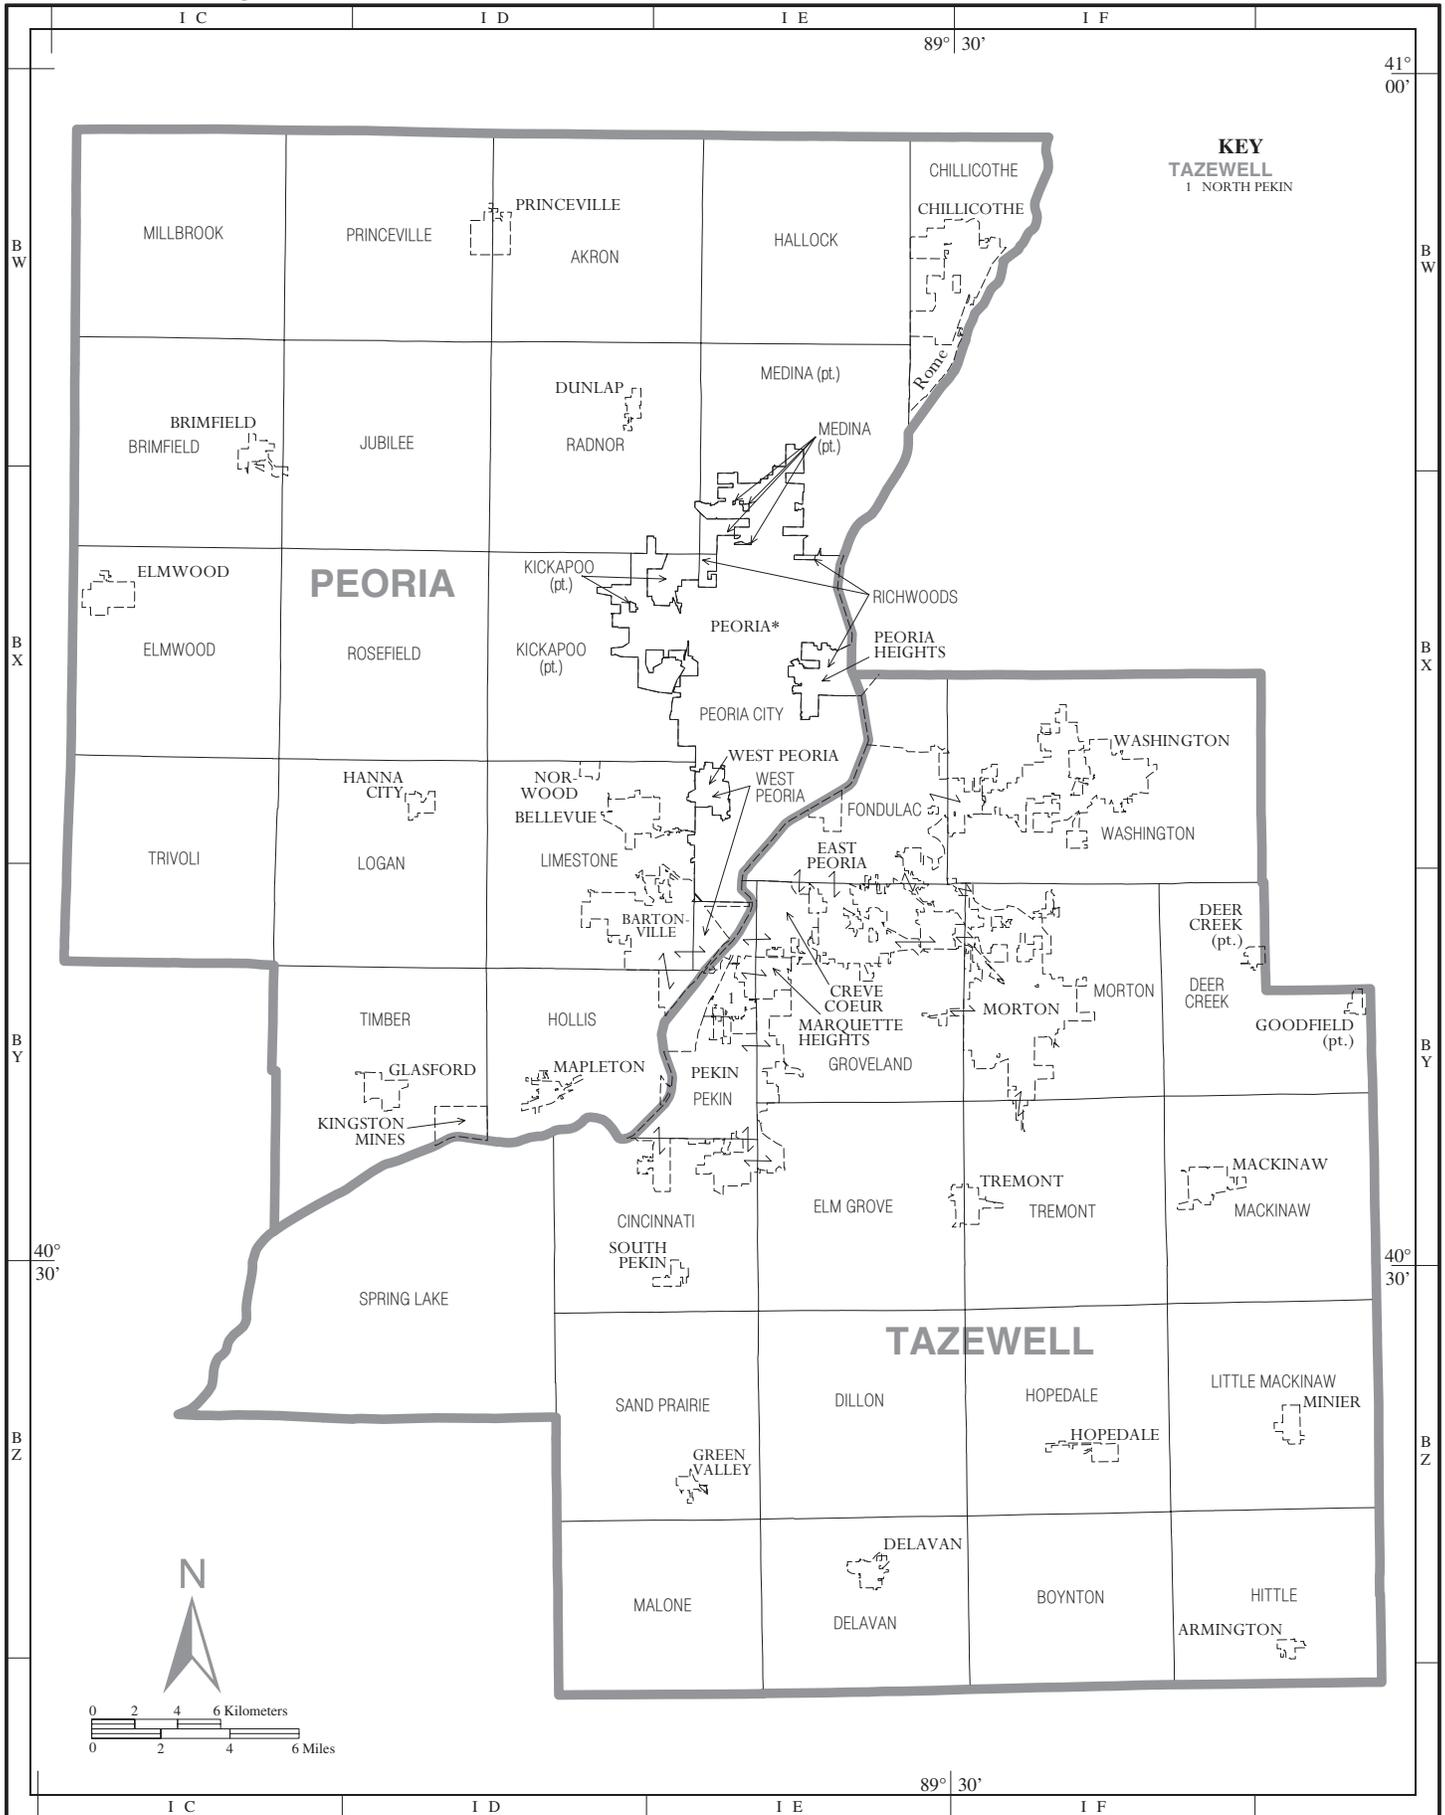 I C
I D
I E
I F
89° 30'
41°
00'
KEY
TAZEWELL
1 NORTH PEKIN
B
W
B
W
MILLBROOK
PRINCEVILLE
PRINCEVILLE
AKRON
HALLOCK
CHILLICOTHE
CHILLICOTHE
Rome
BRIMFIELD
BRIMFIELD
JUBILEE
DUNLAP
RADNOR
MEDINA (pt.)
MEDINA
(pt.)
ELMWOOD
ELMWOOD
PEORIA
ROSEFIELD
KICKAPOO
(pt.)
KICKAPOO
(pt.)
PEORIA*
RICHWOODS
PEORIA
HEIGHTS
B
X
B
X
PEORIA CITY
WEST PEORIA
WEST
PEORIA
HANNA
CITY
NOR-
WOOD
BELLEVUE
FONDULAC
WASHINGTON
WASHINGTON
TRIVOLI
LOGAN
LIMESTONE
EAST
PEORIA
BARTON-
VILLE
DEER
CREEK
(pt.)
DEER
CREEK
GOODFIELD
(pt.)
CREVE
COEUR
MARQUETTE
HEIGHTS
MORTON
MORTON
1
TIMBER
HOLLIS
GROVELAND
B
Y
B
Y
GLASFORD
MAPLETON
PEKIN
PEKIN
KINGSTON
MINES
TREMONT
TREMONT
MACKINAW
MACKINAW
ELM GROVE
CINCINNATI
SOUTH
PEKIN
40°
30'
40°
30'
SPRING LAKE
TAZEWELL
SAND PRAIRIE
DILLON
HOPEDALE
HOPEDALE
LITTLE MACKINAW
MINIER
B
Z
B
Z
GREEN
VALLEY
DELAVAN
DELAVAN
MALONE
BOYNTON
HITTLE
ARMINGTON
N
0 2 4 6 Kilometers
0 2 4 6 Miles
89° 30'
I C
I D
I E
I F